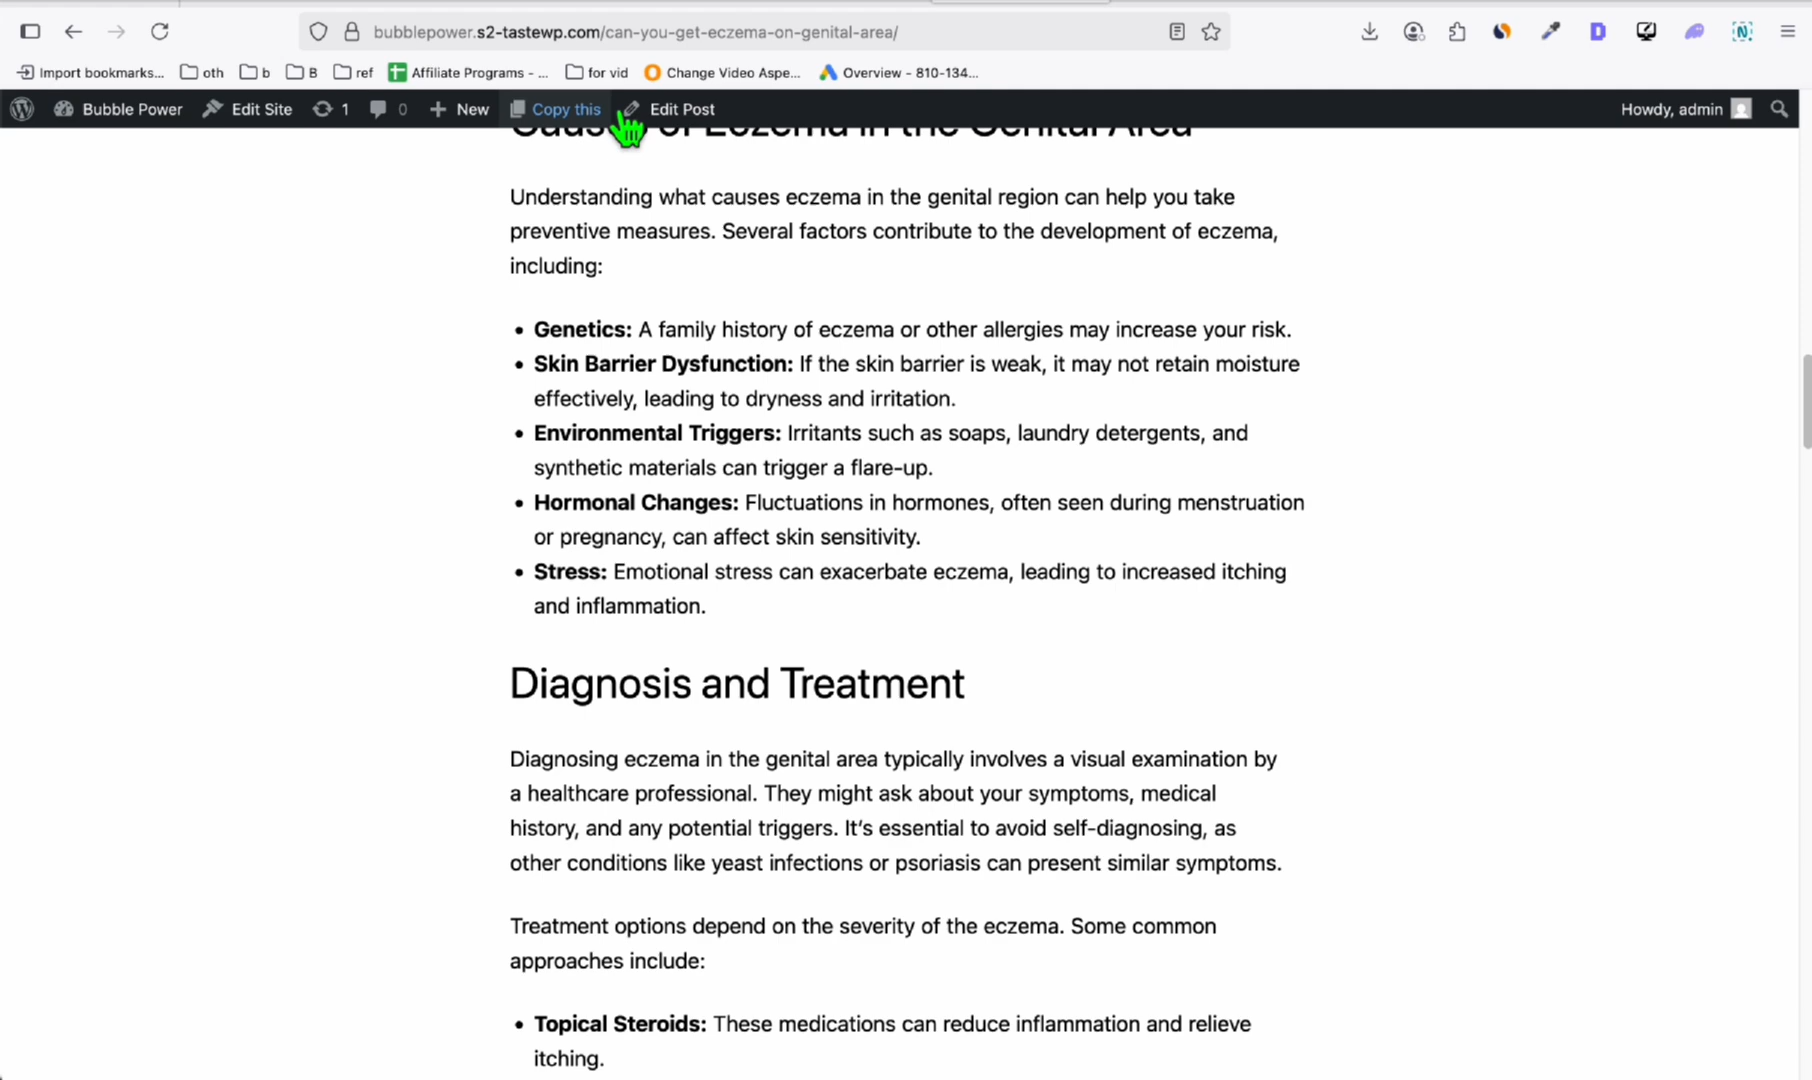 bubblepower.s2-tastewp.com/can-you-get-eczema-on-genital-area/
Import bookmarks... oth b B ref Affiliate Programs - ... for vid Change Video Aspe... Overview - 810-134...
Bubble Power Edit Site 1 0 New Copy this Edit Post Howdy, admin
Causes of Eczema in the Genital Area
Understanding what causes eczema in the genital region can help you take
preventive measures. Several factors contribute to the development of eczema,
including:
• Genetics: A family history of eczema or other allergies may increase your risk.
• Skin Barrier Dysfunction: If the skin barrier is weak, it may not retain moisture
effectively, leading to dryness and irritation.
• Environmental Triggers: Irritants such as soaps, laundry detergents, and
synthetic materials can trigger a flare-up.
• Hormonal Changes: Fluctuations in hormones, often seen during menstruation
or pregnancy, can affect skin sensitivity.
• Stress: Emotional stress can exacerbate eczema, leading to increased itching
and inflammation.
Diagnosis and Treatment
Diagnosing eczema in the genital area typically involves a visual examination by
a healthcare professional. They might ask about your symptoms, medical
history, and any potential triggers. It's essential to avoid self-diagnosing, as
other conditions like yeast infections or psoriasis can present similar symptoms.
Treatment options depend on the severity of the eczema. Some common
approaches include:
• Topical Steroids: These medications can reduce inflammation and relieve
itching.